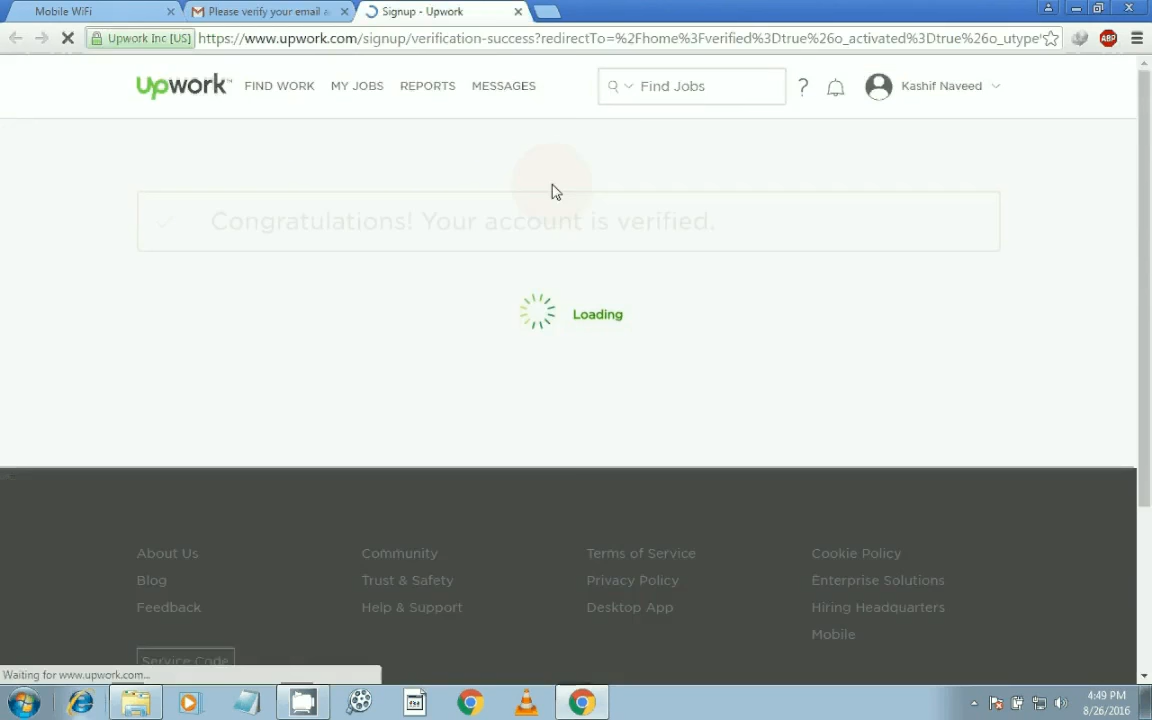 Mobile WiFi
Please verify your email a
Signup - Upwork
Upwork Inc [US]
https://www.upwork.com/signup/verification-success?redirectTo=%2Fhome%3Fverified%3Dtrue%26o_activated%3Dtrue%26o_utype
ABP
Upwork™
FIND WORK
MY JOBS
REPORTS
MESSAGES
Find Jobs
?
Kashif Naveed
Congratulations! Your account is verified.
Loading
About Us
Community
Terms of Service
Cookie Policy
Blog
Trust & Safety
Privacy Policy
Enterprise Solutions
Feedback
Help & Support
Desktop App
Hiring Headquarters
Mobile
Service Code
Waiting for www.upwork.com...
4:49 PM
8/26/2016